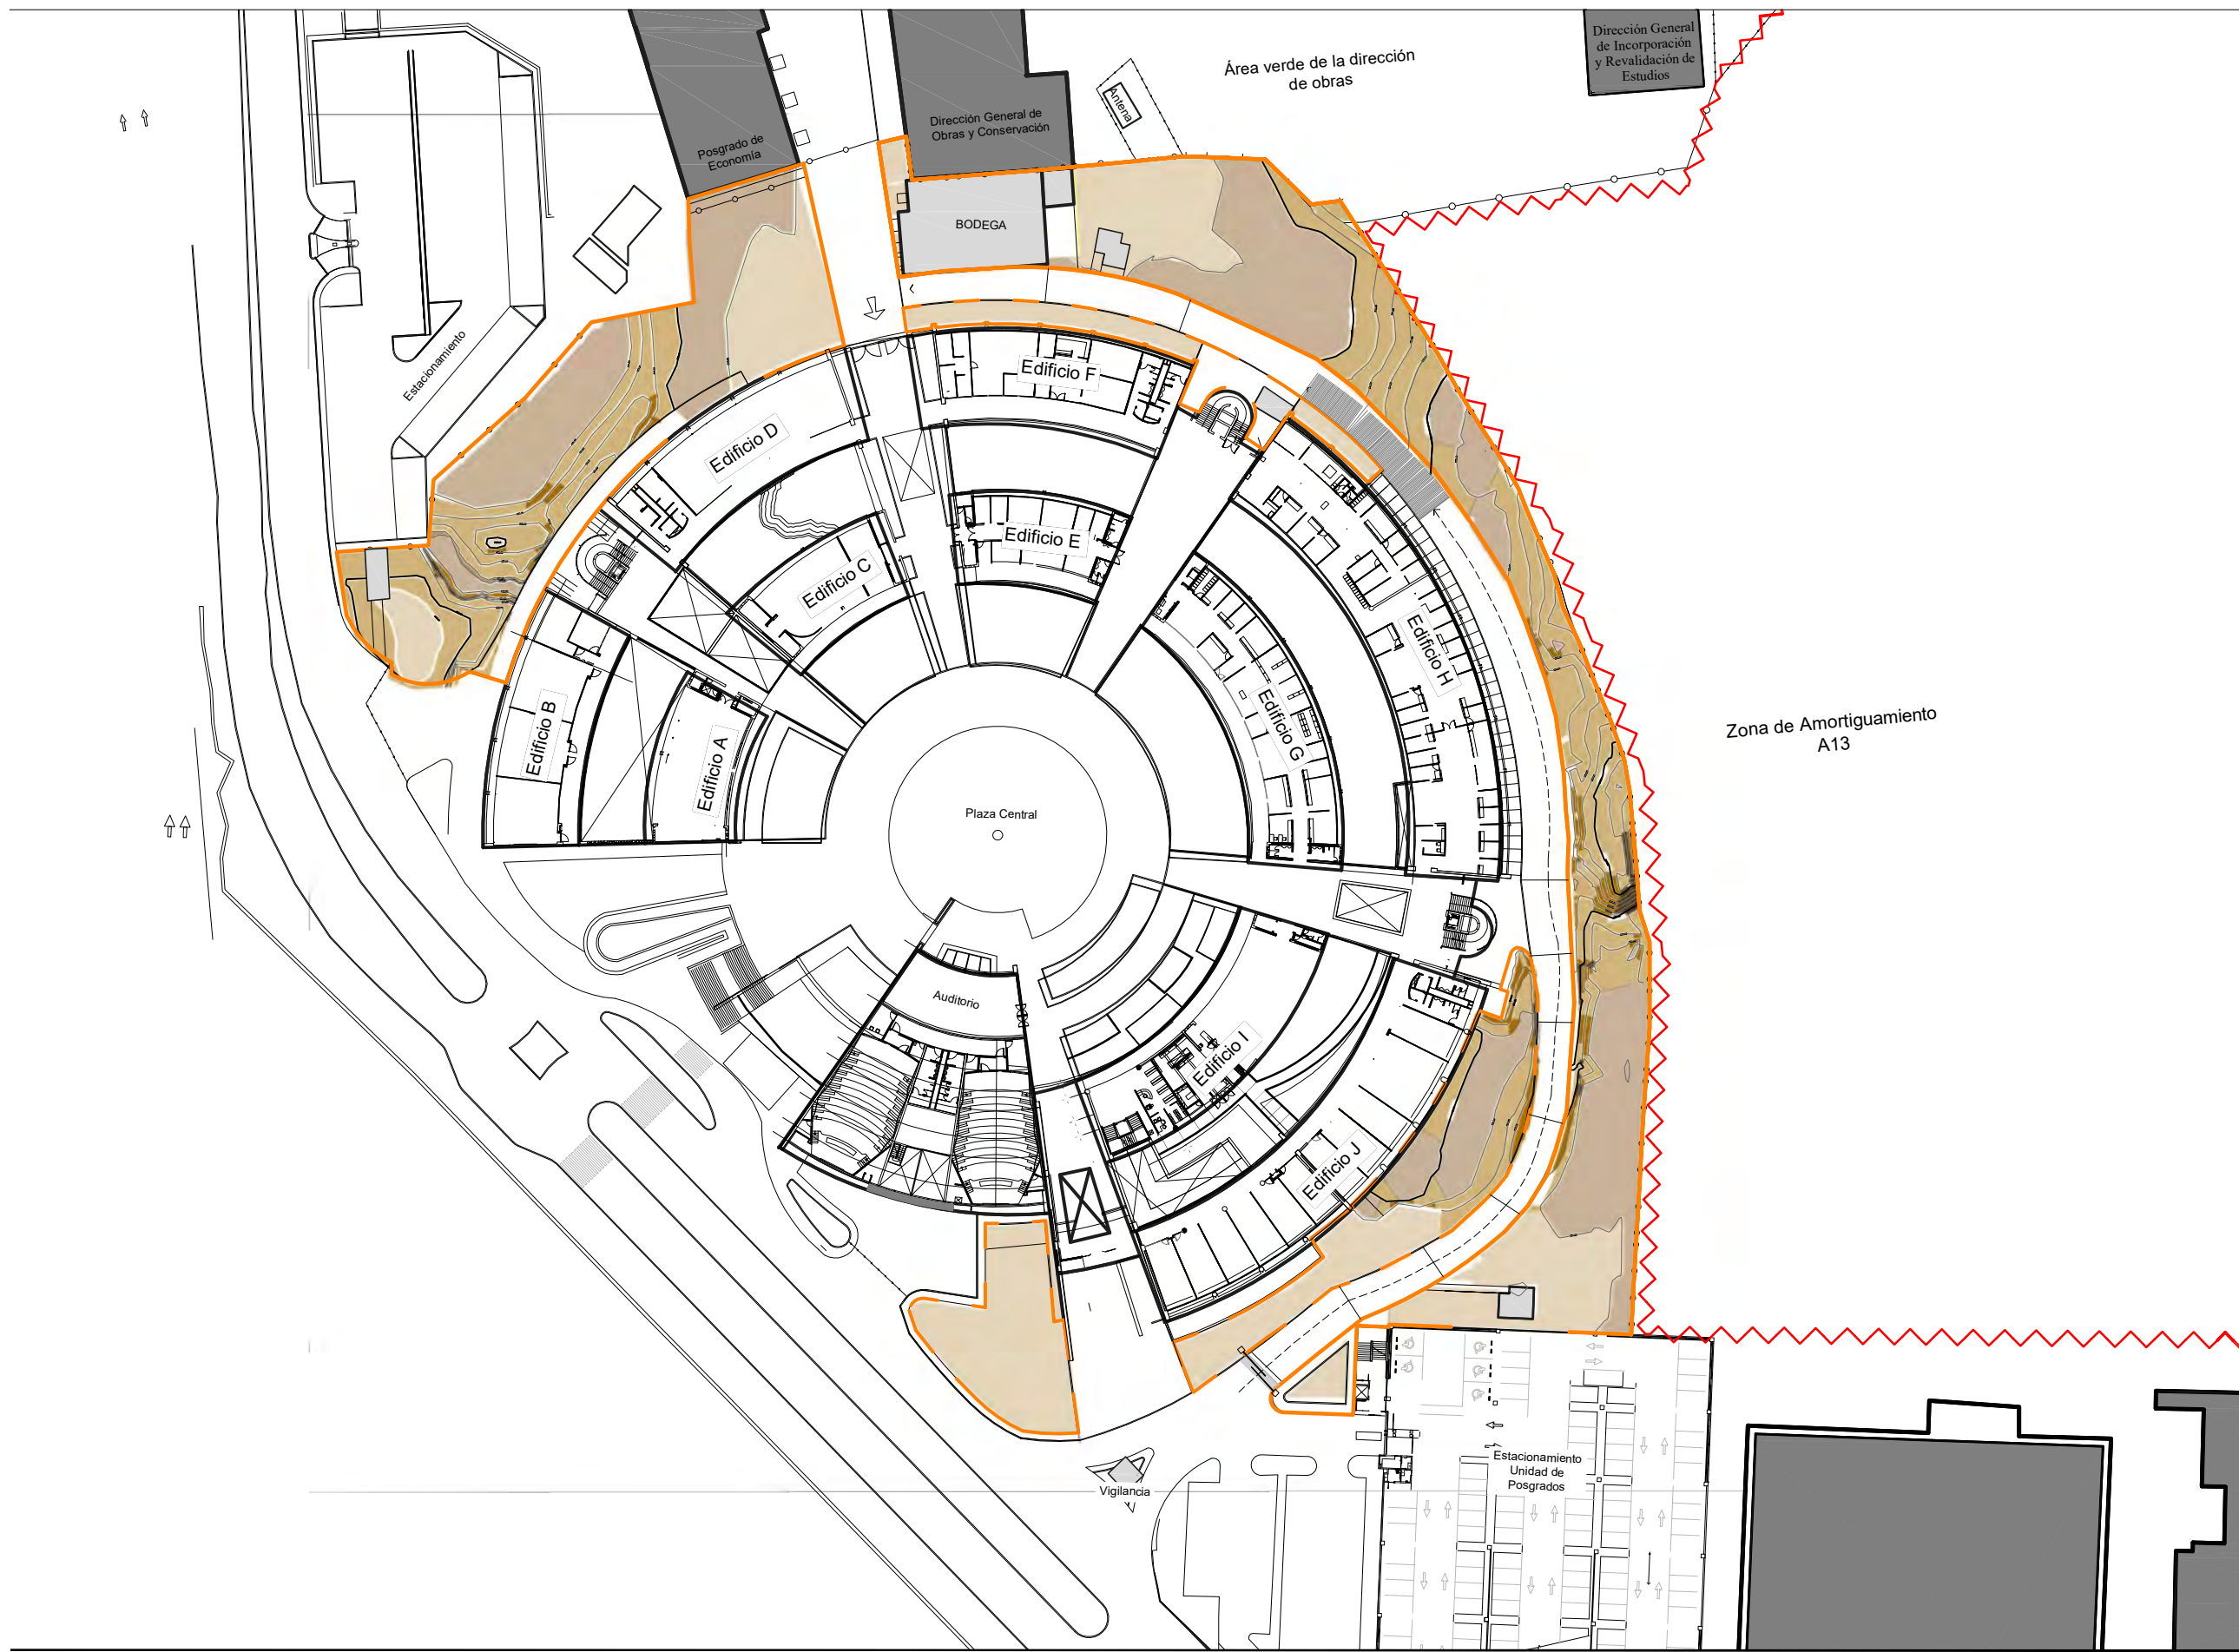 Dirección General
de Incorporación
y Revalidación de
Estudios
Área verde de la dirección
de obras
Antena
Dirección General de
Obras y Conservación
Posgrado de
Economía
BODEGA
Estacionamiento
Edificio F
Edificio D
Edificio E
Edificio C
Edificio H
Edificio G
Edificio B
Edificio A
Zona de Amortiguamiento
A13
Plaza Central
Auditorio
Edificio I
Edificio J
Estacionamiento
Unidad de
Posgrados
Vigilancia